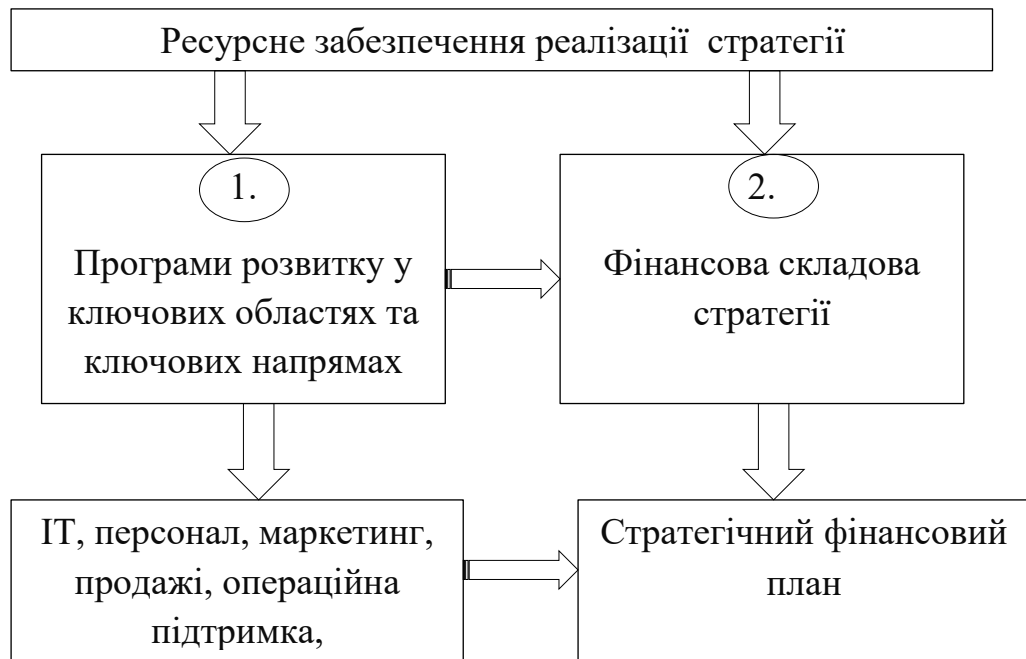 Ресурсне забезпечення реалізації стратегії
1.
Програми розвитку у
ключових областях та
ключових напрямах
2.
Фінансова складова
стратегії
ІТ, персонал, маркетинг,
продажі, операційна
підтримка,
Стратегічний фінансовий
план